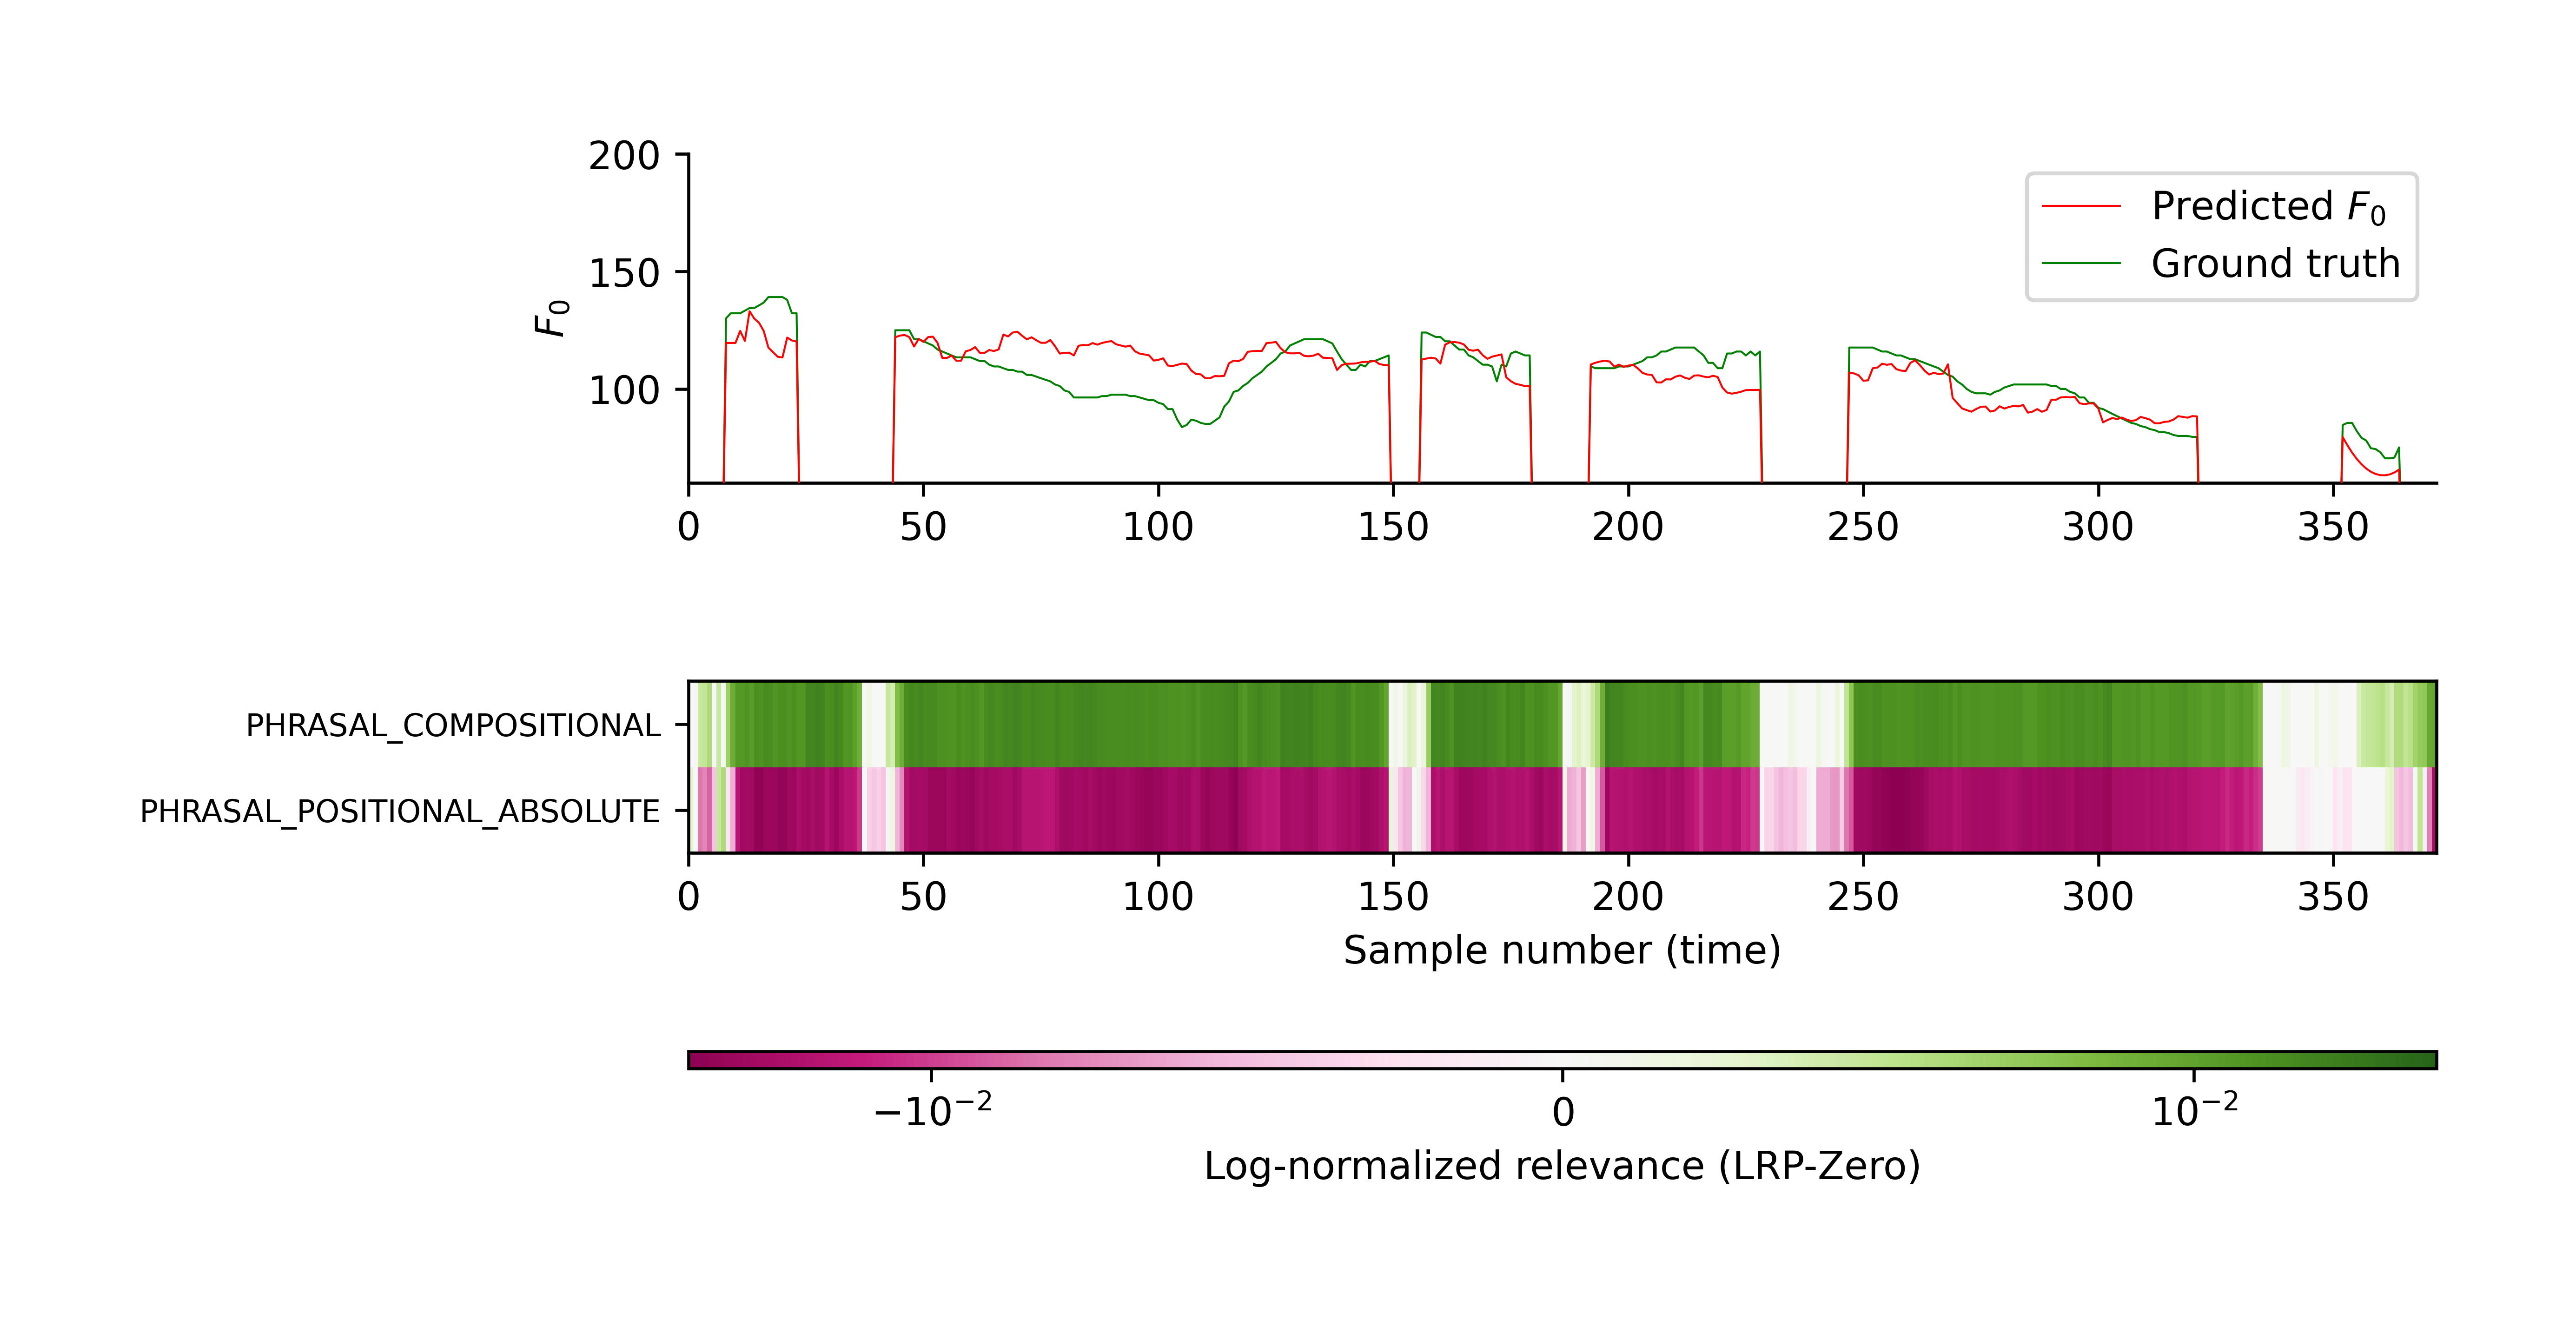 200
150
100
F₀
Predicted F₀
Ground truth
0 50 100 150 200 250 300 350
PHRASAL_COMPOSITIONAL
PHRASAL_POSITIONAL_ABSOLUTE
0 50 100 150 200 250 300 350
Sample number (time)
−10⁻² 0 10⁻²
Log-normalized relevance (LRP-Zero)